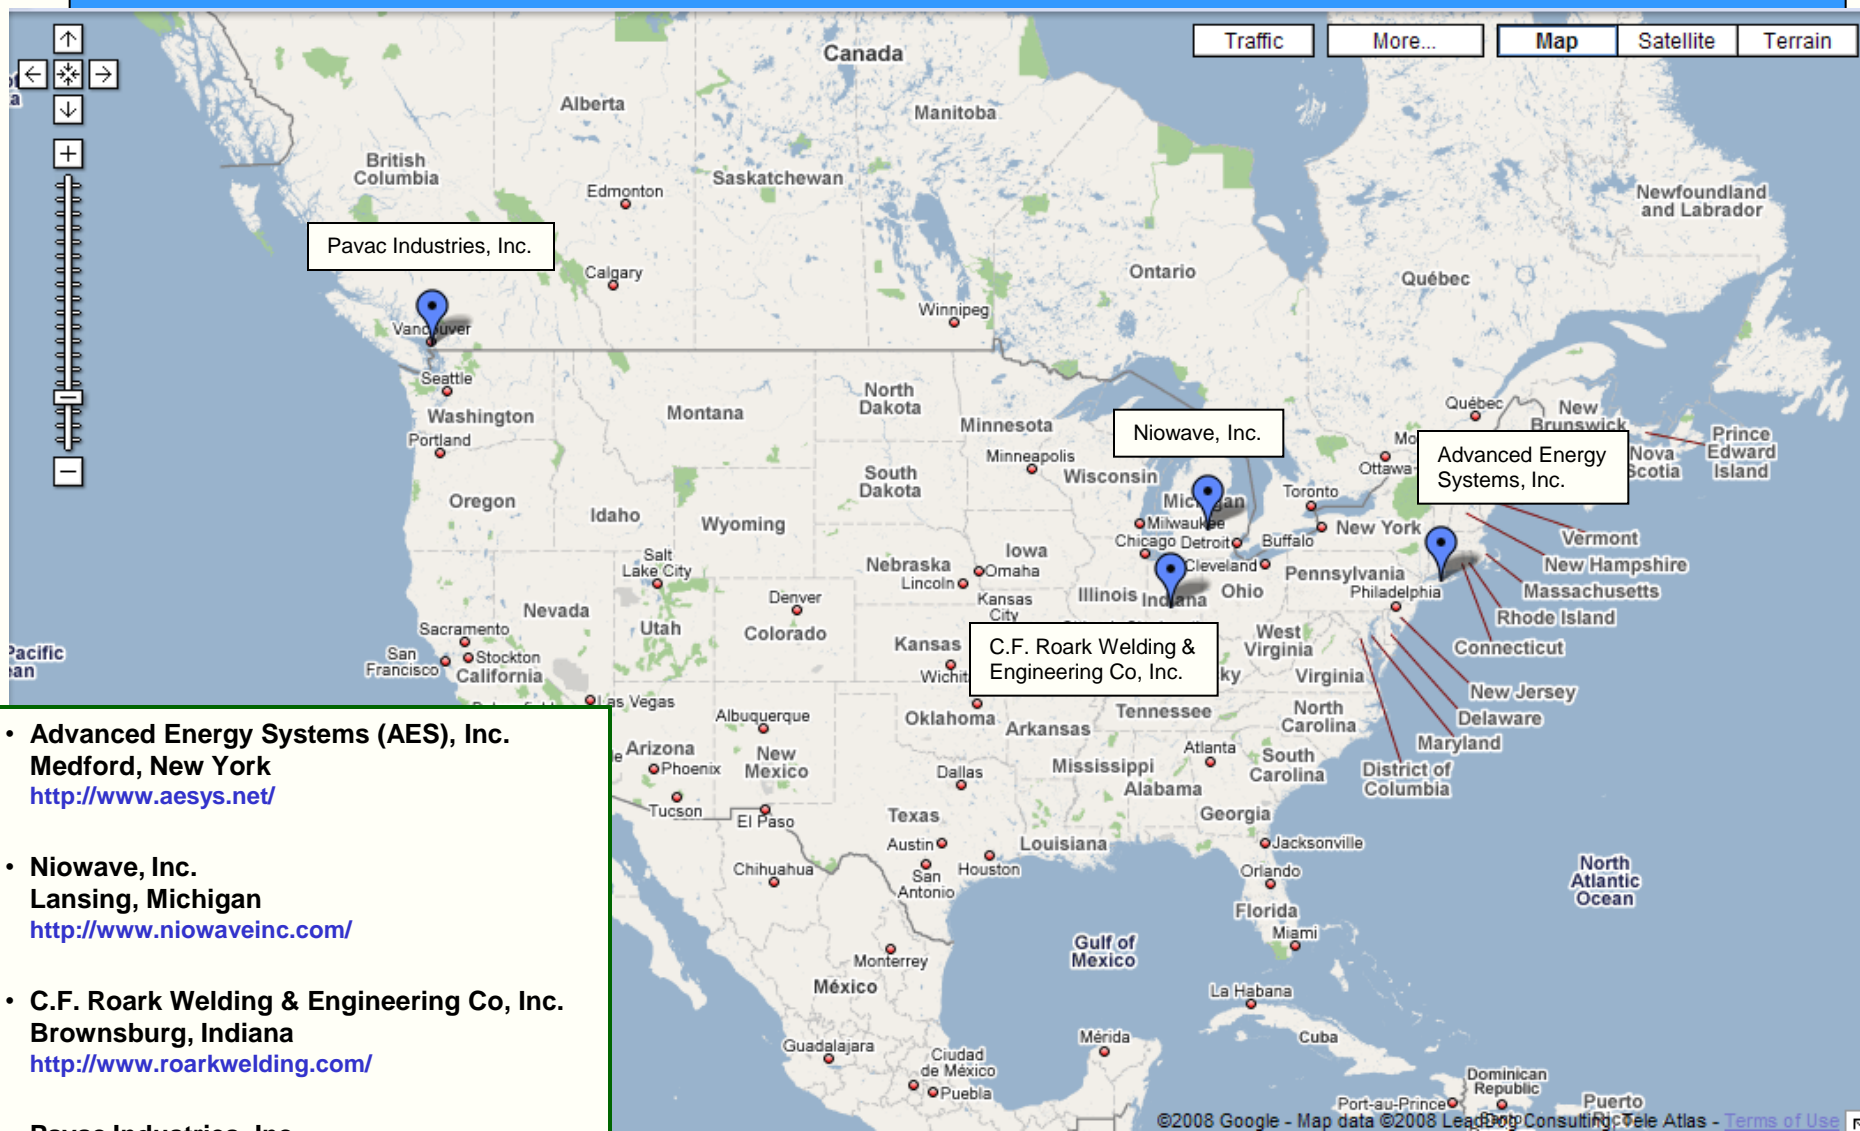 Traffic
More...
Map
Satellite
Terrain
Canada
Alberta
Manitoba
British
Columbia
Edmonton
Saskatchewan
Newfoundland
and Labrador
Pavac Industries, Inc.
Calgary
Ontario
Québec
Winnipeg
Vancouver
Seattle
Washington
Montana
North
Dakota
Minnesota
Niowave, Inc.
Québec
New
Brunswick
Prince
Edward
Island
Nova
Scotia
Portland
Minneapolis
Wisconsin
Ottawa
Advanced Energy
Systems, Inc.
South
Dakota
Oregon
Idaho
Wyoming
Michigan
Toronto
Milwaukee
New York
Vermont
Chicago
Detroit
Buffalo
New Hampshire
Salt
Lake City
Nebraska
Lincoln
Iowa
Omaha
Cleveland
Pennsylvania
Massachusetts
Illinois
Indiana
Ohio
Philadelphia
Rhode Island
Nevada
Denver
Kansas
City
Connecticut
Sacramento
Utah
Colorado
Kansas
C.F. Roark Welding &
Engineering Co, Inc.
West
Virginia
San
Francisco
Stockton
California
Virginia
New Jersey
Las Vegas
Albuquerque
Oklahoma
Arkansas
Tennessee
North
Carolina
Delaware
Maryland
Arizona
Phoenix
New
Mexico
Dallas
Mississippi
Atlanta
South
Carolina
District of
Columbia
Alabama
Tucson
El Paso
Texas
Georgia
Austin
Louisiana
Jacksonville
Chihuahua
San
Antonio
Houston
Orlando
North
Atlantic
Ocean
Florida
Miami
Monterrey
Gulf of
Mexico
México
La Habana
Guadalajara
Ciudad
de México
Puebla
Mérida
Cuba
Dominican
Republic
Port-au-Prince
Puerto
• Advanced Energy Systems (AES), Inc.
Medford, New York
http://www.aesys.net/
• Niowave, Inc.
Lansing, Michigan
http://www.niowaveinc.com/
• C.F. Roark Welding & Engineering Co, Inc.
Brownsburg, Indiana
http://www.roarkwelding.com/
Pavac Industries, Inc.
©2008 Google - Map data ©2008 LeadDog Consulting, Tele Atlas - Terms of Use